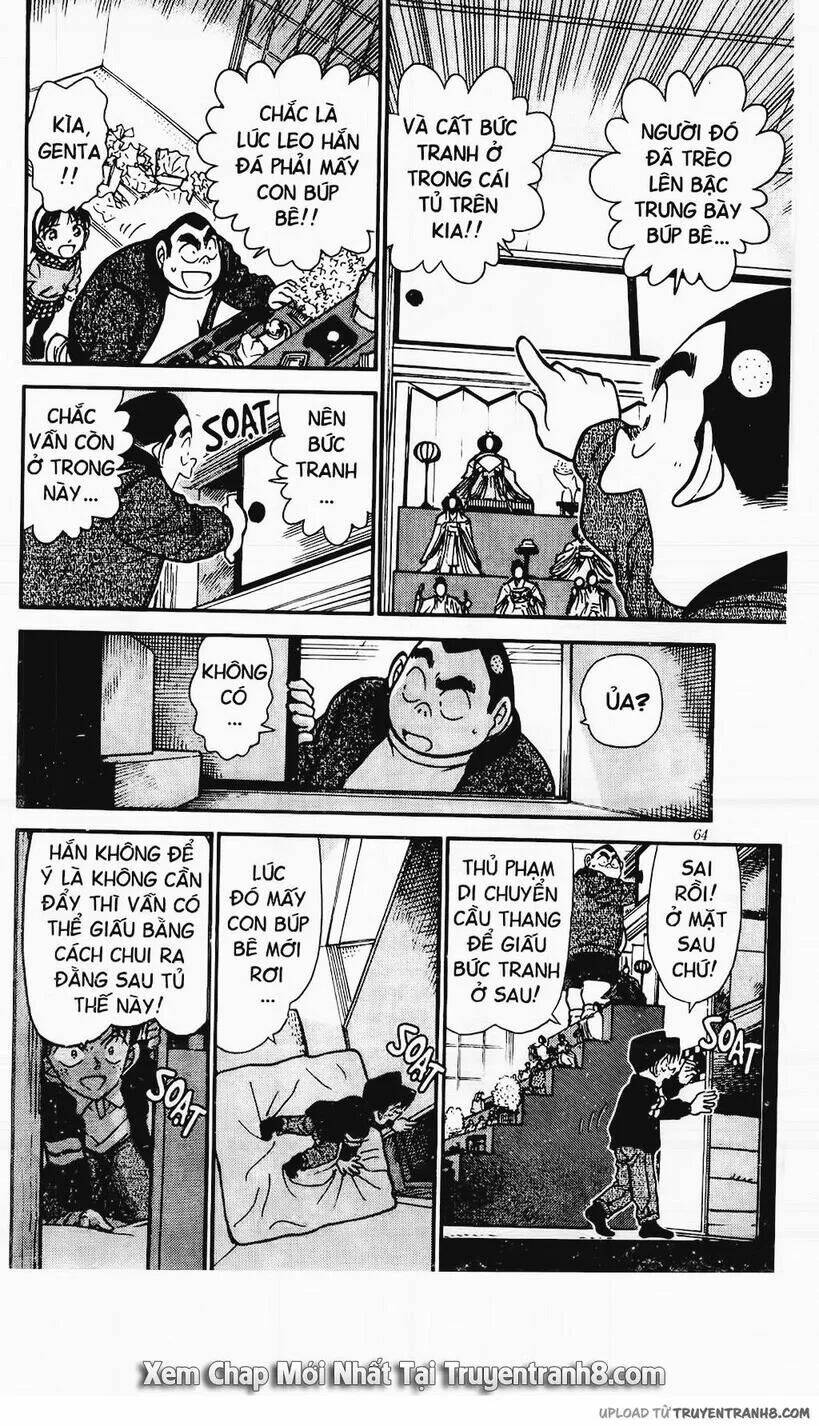 NGƯỜI ĐÓ
ĐÃ TRÈO
LÊN BẬC
TRƯNG BÀY
BÚP BÊ...
VÀ CẤT BỨC
TRANH Ở
TRONG CÁI
TỦ TRÊN
KIA!!
CHẮC LÀ
LÚC LEO HẮN
ĐÁ PHẢI MẤY
CON BÚP
BÊ!!
KÌA,
GENTA
!!
NÊN
BỨC
TRANH
...
SOẠT
CHẮC
VẪN CÒN
Ở TRONG
NÀY...
ỦA?
KHÔNG
CÓ
...
64
SAI
RỒI!
Ở MẶT
SAU
CHỨ!
THỦ PHẠM
DI CHUYỂN
CẦU THANG
ĐỂ GIẤU
BỨC TRANH
Ở SAU!
SOẠT
SOẠT
LÚC
ĐÓ MẤY
CON BÚP
BÊ MỚI
RƠI
...
SOẠT
HẮN KHÔNG ĐỂ
Ý LÀ KHÔNG CẦN
ĐẨY THÌ VẪN CÓ
THỂ GIẤU BẰNG
CÁCH CHUI RA
ĐẰNG SAU TỦ
THẾ NÀY!
SOẠT
Xem Chap Mới Nhất Tại Truyentranh8.com
UPLOAD TỪ TRUYENTRANH8.COM